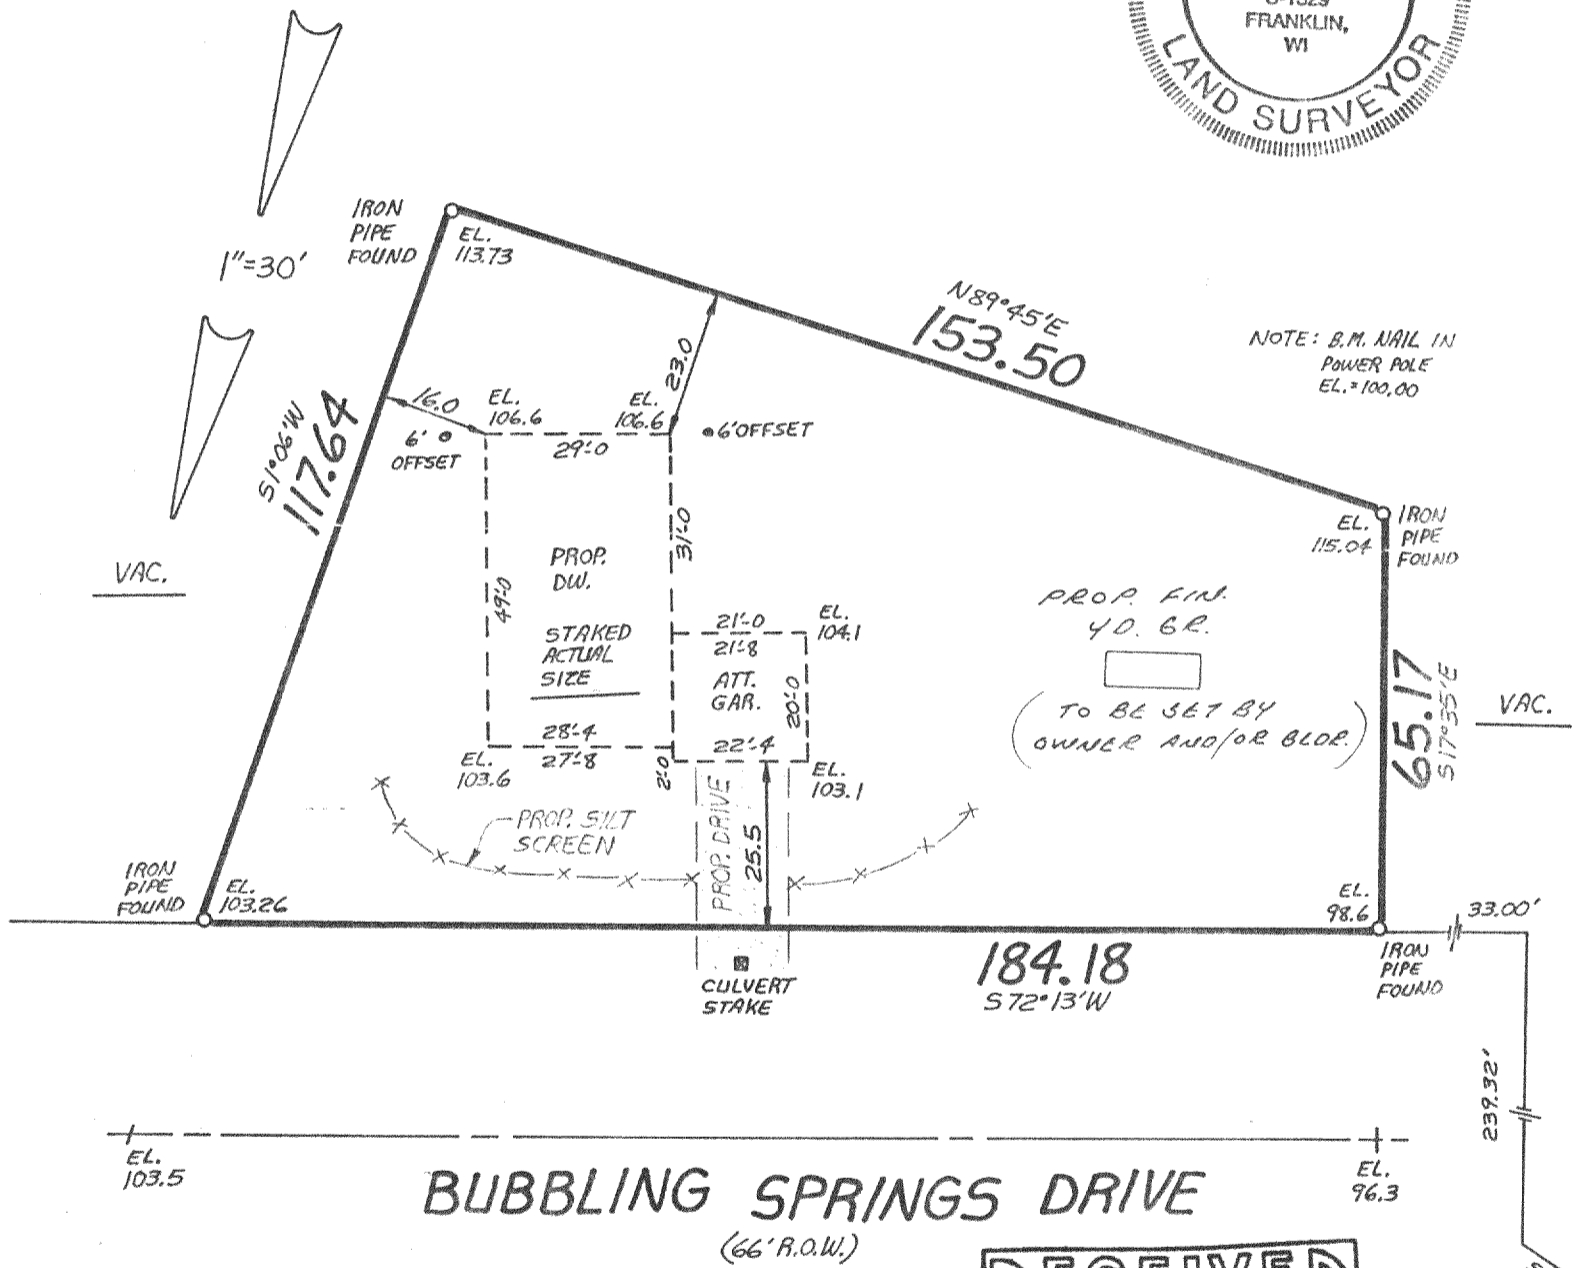 FRANKLIN,
WI
LAND SURVEYOR
1"=30'
IRON
PIPE
FOUND
EL.
113.73
N89°45'E
153.50
NOTE: B.M. NAIL IN
POWER POLE
EL.=100.00
S1°06'W
117.64
16.0
EL.
106.6
EL.
106.6
23.0
6'
OFFSET
6' OFFSET
29'-0
31'-0
49'-0
PROP.
DW.
STAKED
ACTUAL
SIZE
VAC.
21'-0
21'-8
EL.
104.1
ATT.
GAR.
20'-0
22'-4
28'-4
27'-8
2'-0
EL.
103.6
EL.
103.1
PROP. FIN.
YD. GR.
(TO BE SET BY
OWNER AND/OR BLDR.)
EL.
115.04
IRON
PIPE
FOUND
65.17
S17°35'E
VAC.
PROP. SILT
SCREEN
PROP. DRIVE
25.5
IRON
PIPE
FOUND
EL.
103.26
EL.
98.6
33.00'
IRON
PIPE
FOUND
CULVERT
STAKE
184.18
S72°13'W
239.32'
EL.
103.5
EL.
96.3
BUBBLING SPRINGS DRIVE
(66' R.O.W.)
RECEIVED